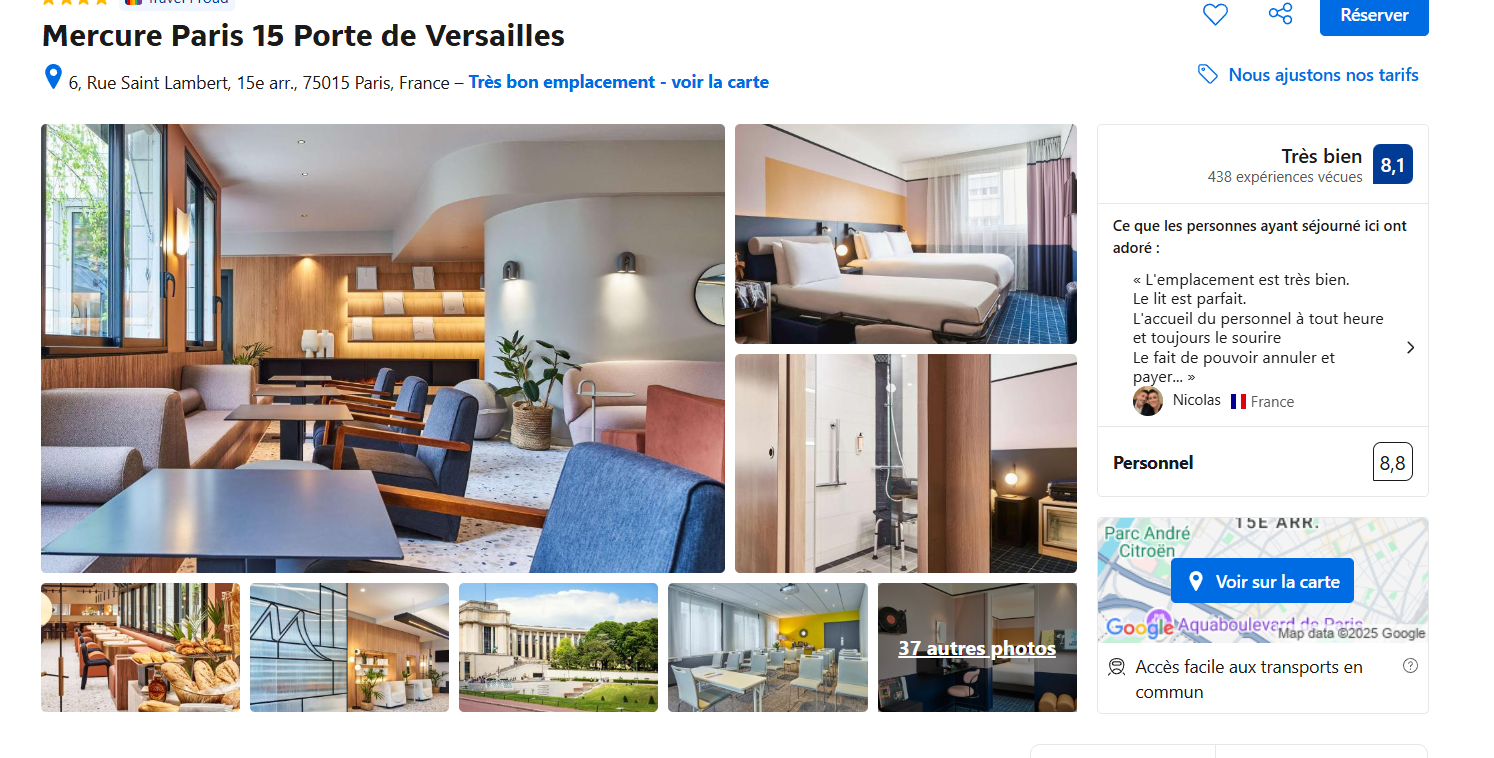 Travel Proud
Mercure Paris 15 Porte de Versailles
Réserver
6, Rue Saint Lambert, 15e arr., 75015 Paris, France – Très bon emplacement - voir la carte
Nous ajustons nos tarifs
Très bien
8,1
438 expériences vécues
Ce que les personnes ayant séjourné ici ont
adoré :
« L'emplacement est très bien.
Le lit est parfait.
L'accueil du personnel à tout heure
et toujours le sourire
Le fait de pouvoir annuler et
payer... »
Nicolas France
Personnel
8,8
15E ARR.
Parc André
Citroën
Voir sur la carte
Google
Aquaboulevard de Paris
Map data ©2025 Google
37 autres photos
Accès facile aux transports en
commun